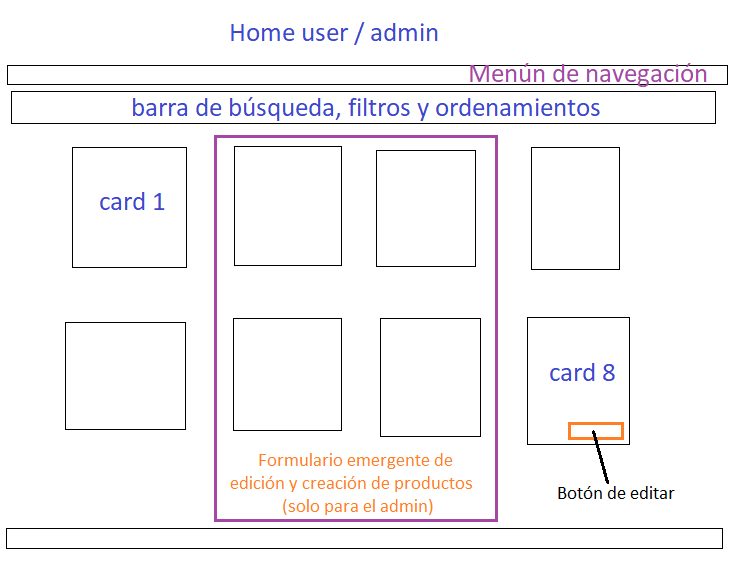 Home user / admin
Menún de navegación
barra de búsqueda, filtros y ordenamientos
card 1
card 8
Formulario emergente de
edición y creación de productos
(solo para el admin)
Botón de editar